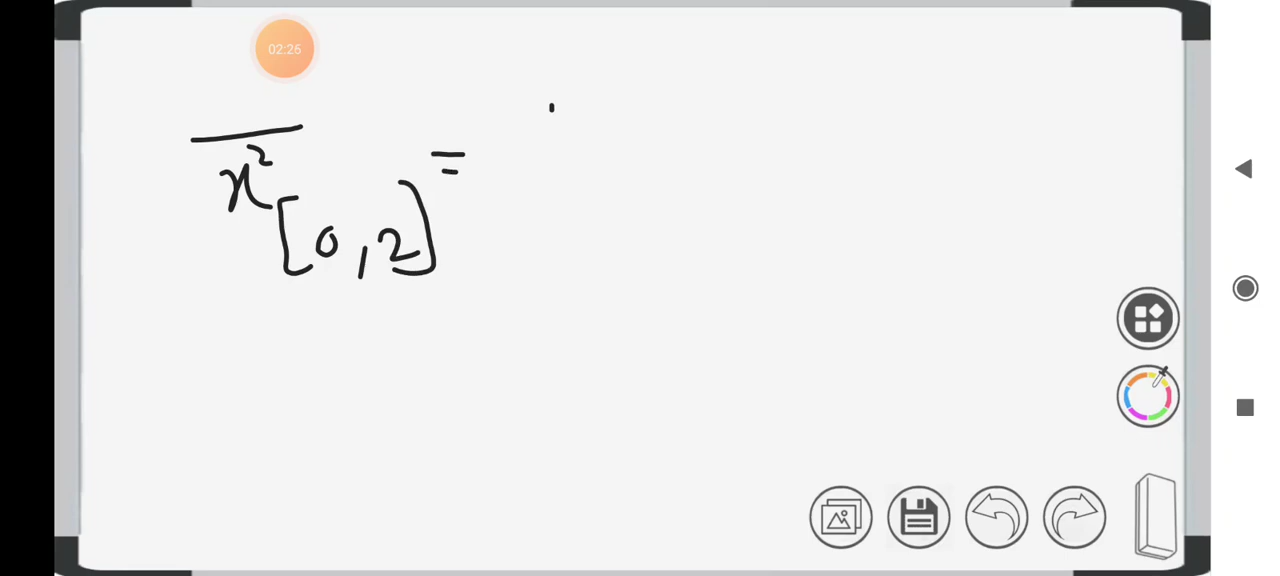 02:26
x² [0,2] =